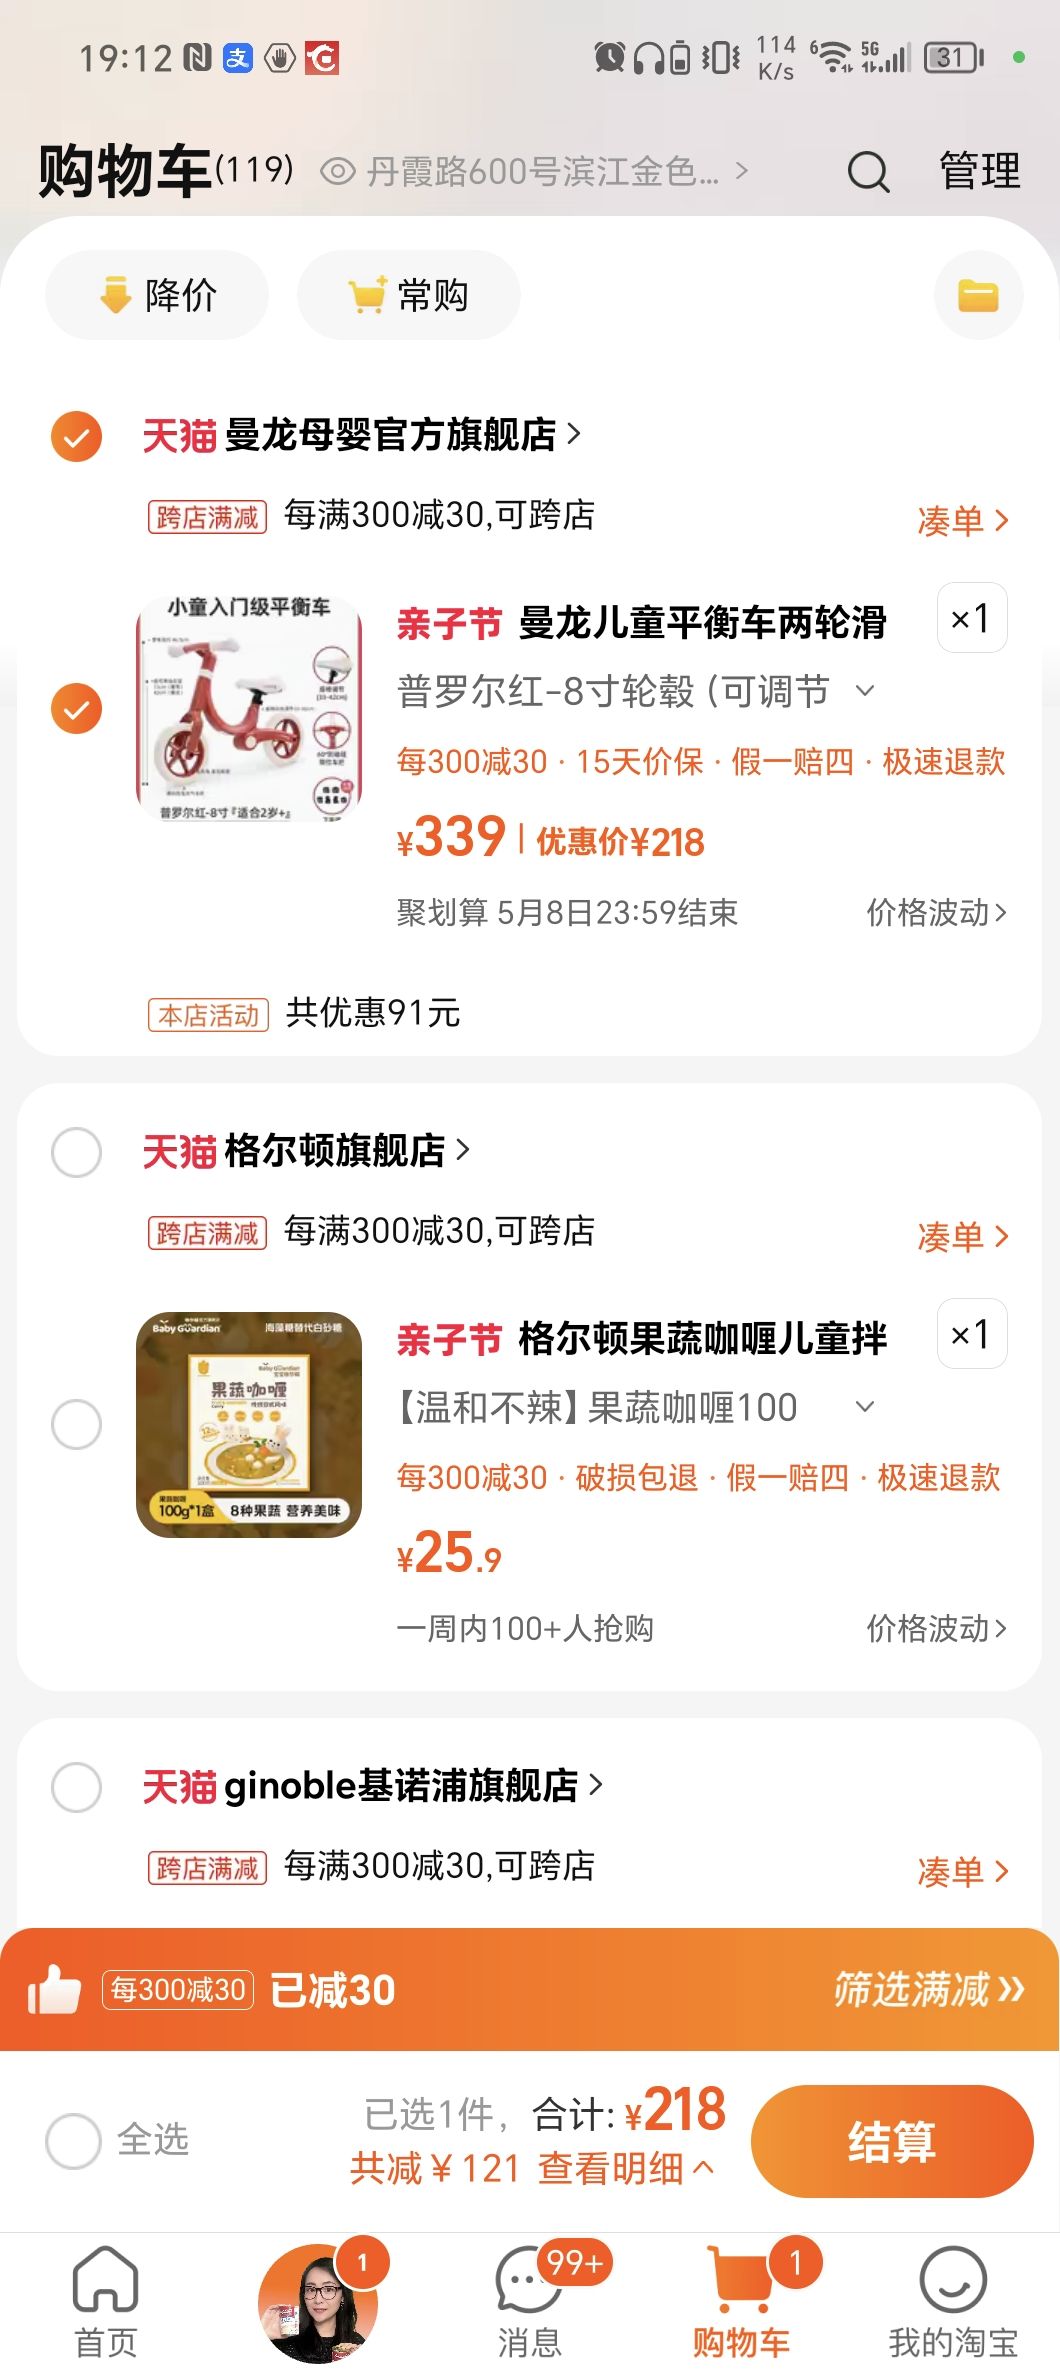 19:12
114
K/s
6
5G
31
购物车(119)
丹霞路600号滨江金色...
管理
降价
常购
天猫 曼龙母婴官方旗舰店
跨店满减 每满300减30,可跨店
凑单
小童入门级平衡车
普罗尔红-8寸『适合2岁+』
亲子节 曼龙儿童平衡车两轮滑
×1
普罗尔红-8寸轮毂 (可调节
每300减30 · 15天价保 · 假一赔四 · 极速退款
¥339 优惠价¥218
聚划算 5月8日23:59结束
价格波动
本店活动 共优惠91元
天猫 格尔顿旗舰店
跨店满减 每满300减30,可跨店
凑单
Baby Guardian
海藻糖替代白砂糖
果蔬咖喱
果蔬咖喱
100g*1盒
8种果蔬 营养美味
亲子节 格尔顿果蔬咖喱儿童拌
×1
【温和不辣】果蔬咖喱100
每300减30 · 破损包退 · 假一赔四 · 极速退款
¥25.9
一周内100+人抢购
价格波动
天猫 ginoble基诺浦旗舰店
跨店满减 每满300减30,可跨店
凑单
每300减30 已减30
筛选满减
全选
已选1件, 合计: ¥218
共减¥121 查看明细
结算
1
99+
1
首页
消息
购物车
我的淘宝